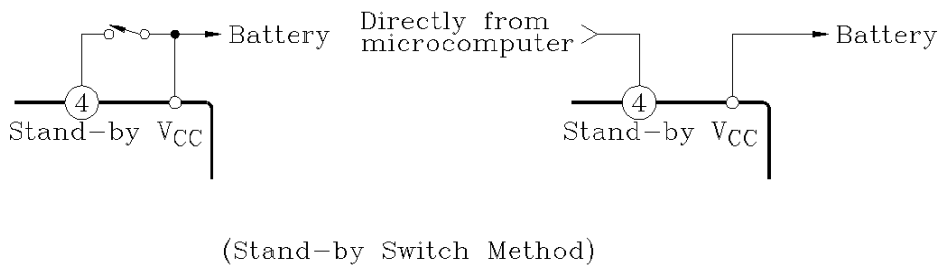 Battery
Directly from
microcomputer
Battery
4
4
Stand-by VCC
Stand-by VCC
(Stand-by Switch Method)